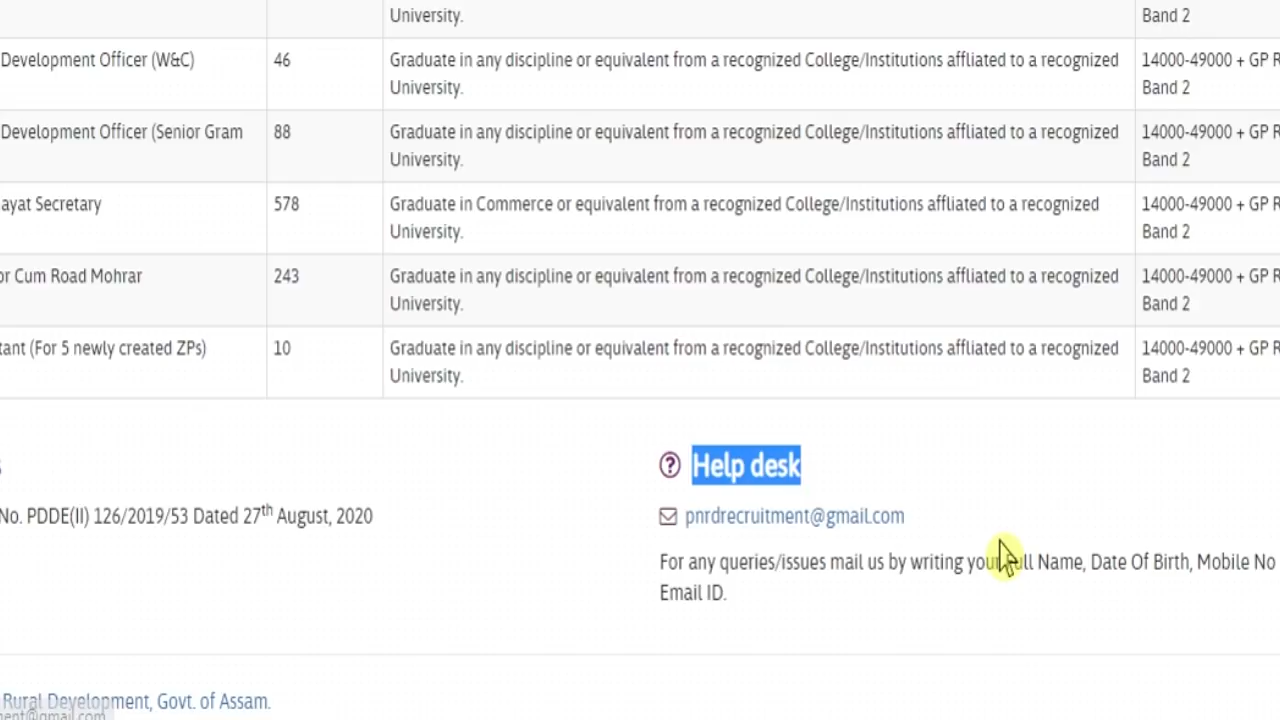 University.
Band 2
Development Officer (W&C)
46
Graduate in any discipline or equivalent from a recognized College/Institutions affliated to a recognized
University.
14000-49000 + GP R
Band 2
Development Officer (Senior Gram
88
Graduate in any discipline or equivalent from a recognized College/Institutions affliated to a recognized
University.
14000-49000 + GP R
Band 2
ayat Secretary
578
Graduate in Commerce or equivalent from a recognized College/Institutions affliated to a recognized
University.
14000-49000 + GP R
Band 2
or Cum Road Mohrar
243
Graduate in any discipline or equivalent from a recognized College/Institutions affliated to a recognized
University.
14000-49000 + GP R
Band 2
tant (For 5 newly created ZPs)
10
Graduate in any discipline or equivalent from a recognized College/Institutions affliated to a recognized
University.
14000-49000 + GP R
Band 2
No. PDDE(II) 126/2019/53 Dated 27th August, 2020
Help desk
pnrdrecruitment@gmail.com
For any queries/issues mail us by writing your Full Name, Date Of Birth, Mobile No
Email ID.
Rural Development, Govt. of Assam.
ment@gmail.com